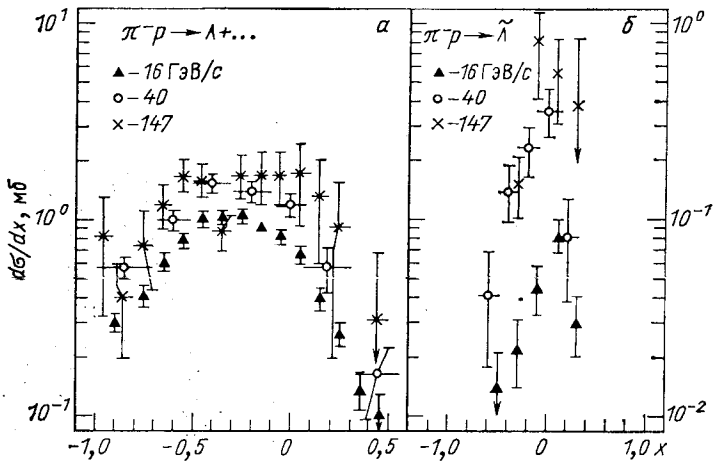 10¹
π⁻p → Λ+... а
▲ – 16 ГэВ/с
○ – 40
× – 147
10⁰
dσ/dx, мб
10⁻¹
-1,0 -0,5 0 0,5
π⁻p → Λ̃ б
▲ – 16 ГэВ/с
○ – 40
× – 147
10⁰
10⁻¹
10⁻²
-1,0 0 1,0 x